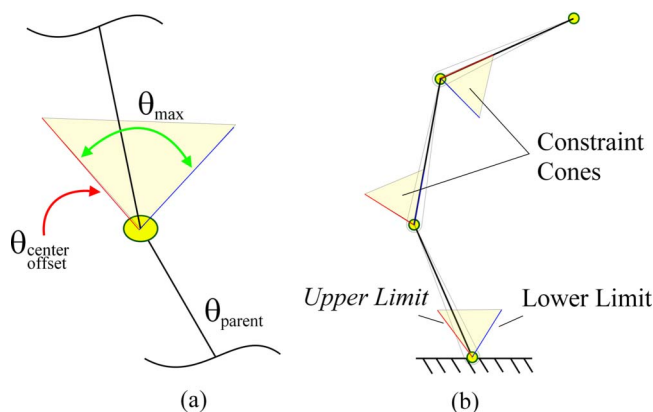 θmax
θcenter
offset
θparent
(a)
Constraint
Cones
Upper Limit
Lower Limit
(b)